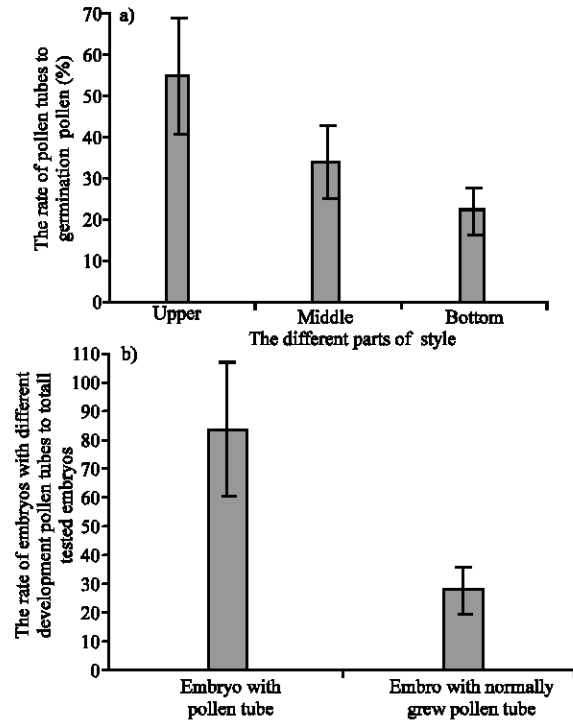 a)
The rate of pollen tubes to
germination pollen (%)
70
60
50
40
30
20
10
0
Upper Middle Bottom
The different parts of style
b)
The rate of embryos with different
development pollen tubes to totall
tested embryos
110
100
90
80
70
60
50
40
30
20
10
0
Embryo with
pollen tube
Embro with normally
grew pollen tube